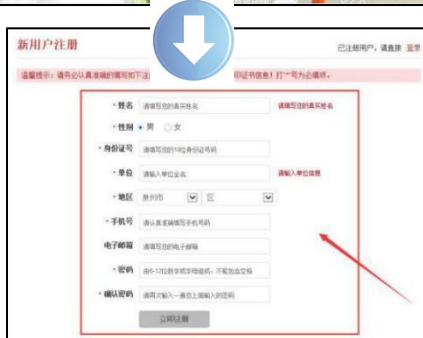 新用户注册
已注册用户，请直接 登录
温馨提示：请务必认真准确的填写如下注 印证书信息！打"*"号为必填项。
* 姓名 请填写您的真实姓名 请填写您的真实姓名
* 性别 男 女
* 身份证号 请填写您的18位身份证号码
* 单位 请输入单位全名 请输入单位信息
* 地区 泉州市 区
* 手机号 请认真准确填写手机号码
电子邮箱 请填写您的电子邮箱
* 密码 由6-12位数字或字母组成，不能包含空格
* 确认密码 请再次输入一遍您上面输入的密码
立即注册